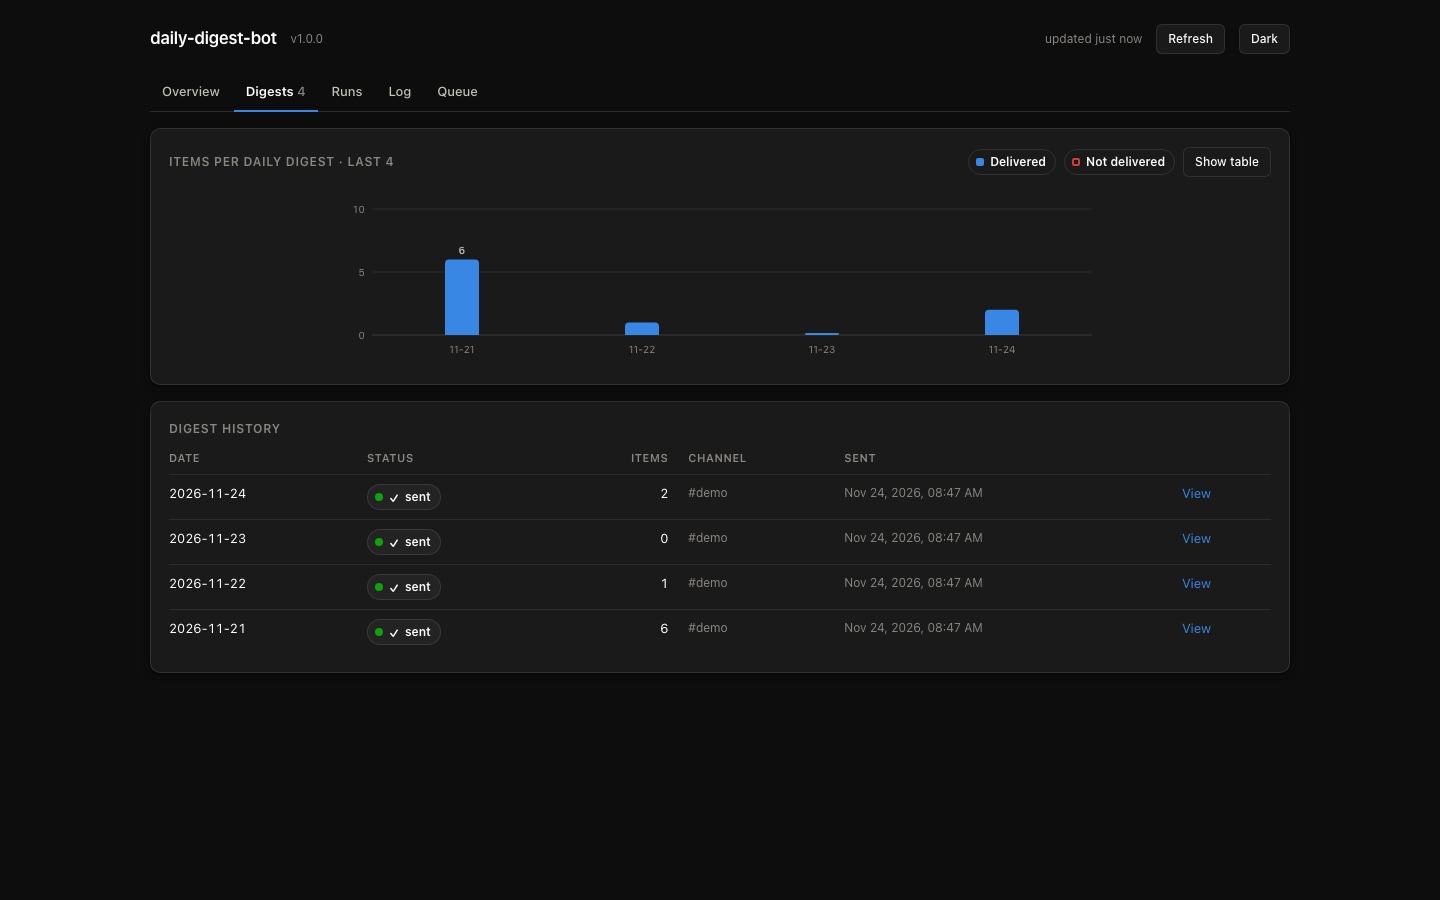 daily-digest-bot v1.0.0 updated just now Refresh Dark
Overview Digests 4 Runs Log Queue
ITEMS PER DAILY DIGEST · LAST 4 Delivered Not delivered Show table
10
6
5
0
11-21 11-22 11-23 11-24
DIGEST HISTORY
DATE STATUS ITEMS CHANNEL SENT
2026-11-24 ✓ sent 2 #demo Nov 24, 2026, 08:47 AM View
2026-11-23 ✓ sent 0 #demo Nov 24, 2026, 08:47 AM View
2026-11-22 ✓ sent 1 #demo Nov 24, 2026, 08:47 AM View
2026-11-21 ✓ sent 6 #demo Nov 24, 2026, 08:47 AM View